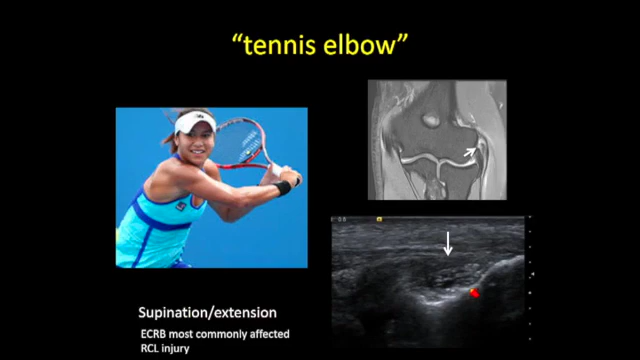 “tennis elbow”
Supination/extension
ECRB most commonly affected
RCL injury